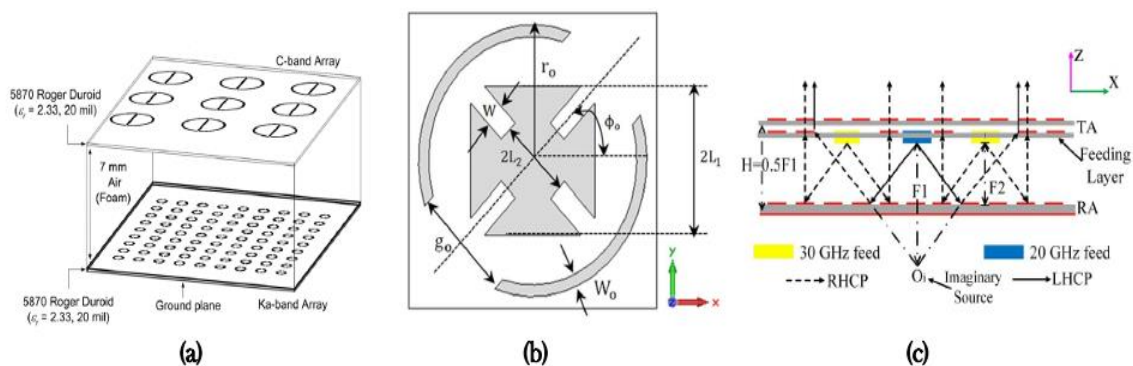 C-band Array
5870 Roger Duroid
(εr = 2.33, 20 mil)
7 mm
Air
(Foam)
5870 Roger Duroid
(εr = 2.33, 20 mil)
Ground plane
Ka-band Array
(a)
ro
W
ϕo
2L2
2L1
go
Wo
y
x
(b)
Z
X
TA
Feeding
Layer
H=0.5F1
F1
F2
RA
30 GHz feed
20 GHz feed
RHCP
Oi
Imaginary
Source
LHCP
(c)